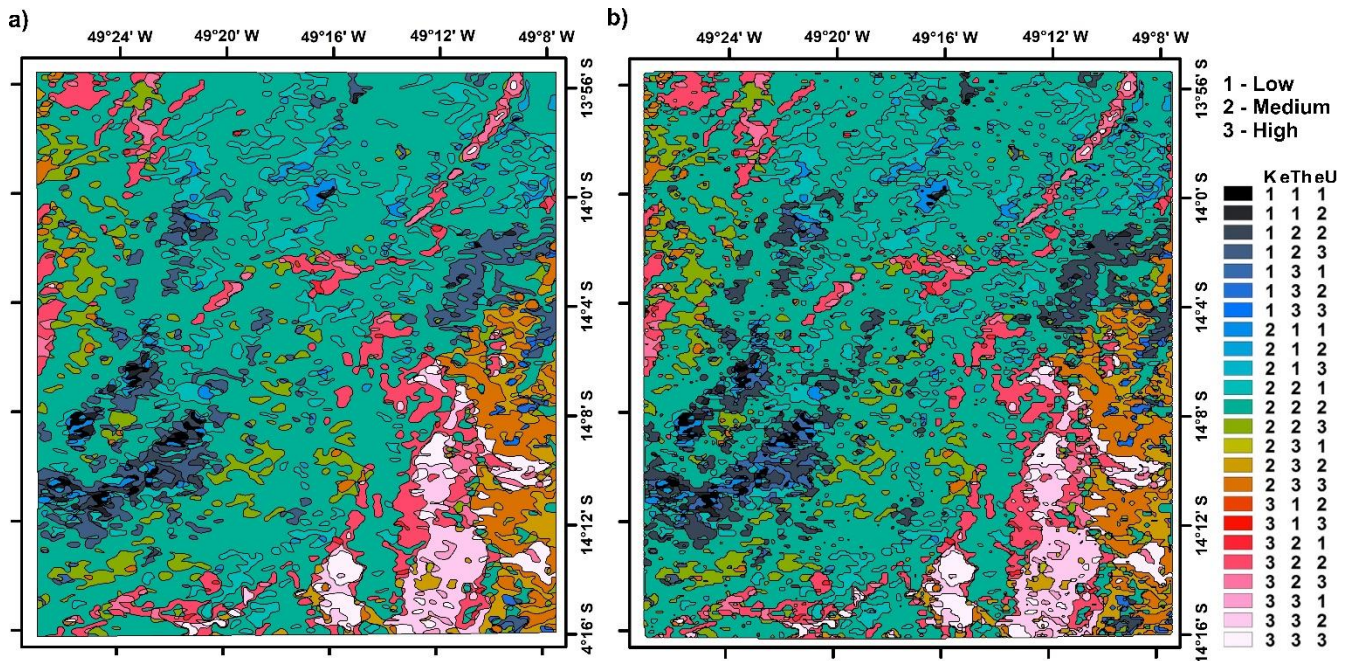 a)
49°24' W 49°20' W 49°16' W 49°12' W 49°8' W
13°56' S
14°0' S
14°4' S
14°8' S
14°12' S
4°16' S
b)
49°24' W 49°20' W 49°16' W 49°12' W 49°8' W
13°56' S
14°0' S
14°4' S
14°8' S
14°12' S
14°16' S
1 - Low
2 - Medium
3 - High
K eTh eU
1 1 1
1 1 2
1 2 2
1 2 3
1 3 1
1 3 2
1 3 3
2 1 1
2 1 2
2 1 3
2 2 1
2 2 2
2 2 3
2 3 1
2 3 2
2 3 3
3 1 2
3 1 3
3 2 1
3 2 2
3 2 3
3 3 1
3 3 2
3 3 3